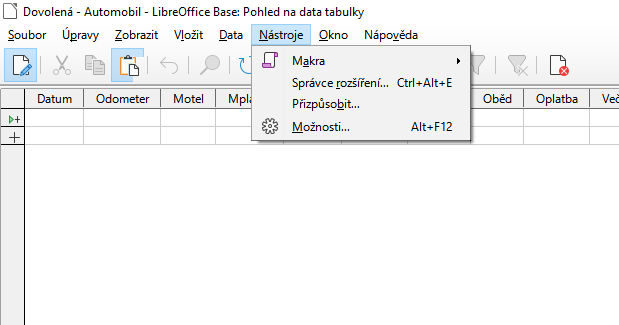 Dovolená - Automobil - LibreOffice Base: Pohled na data tabulky
Soubor Úpravy Zobrazit Vložit Data Nástroje Okno Nápověda
Makra
Správce rozšíření... Ctrl+Alt+E
Přizpůsobit...
Možnosti... Alt+F12
Datum Odometer Motel Mpla Oběd Oplatba Več